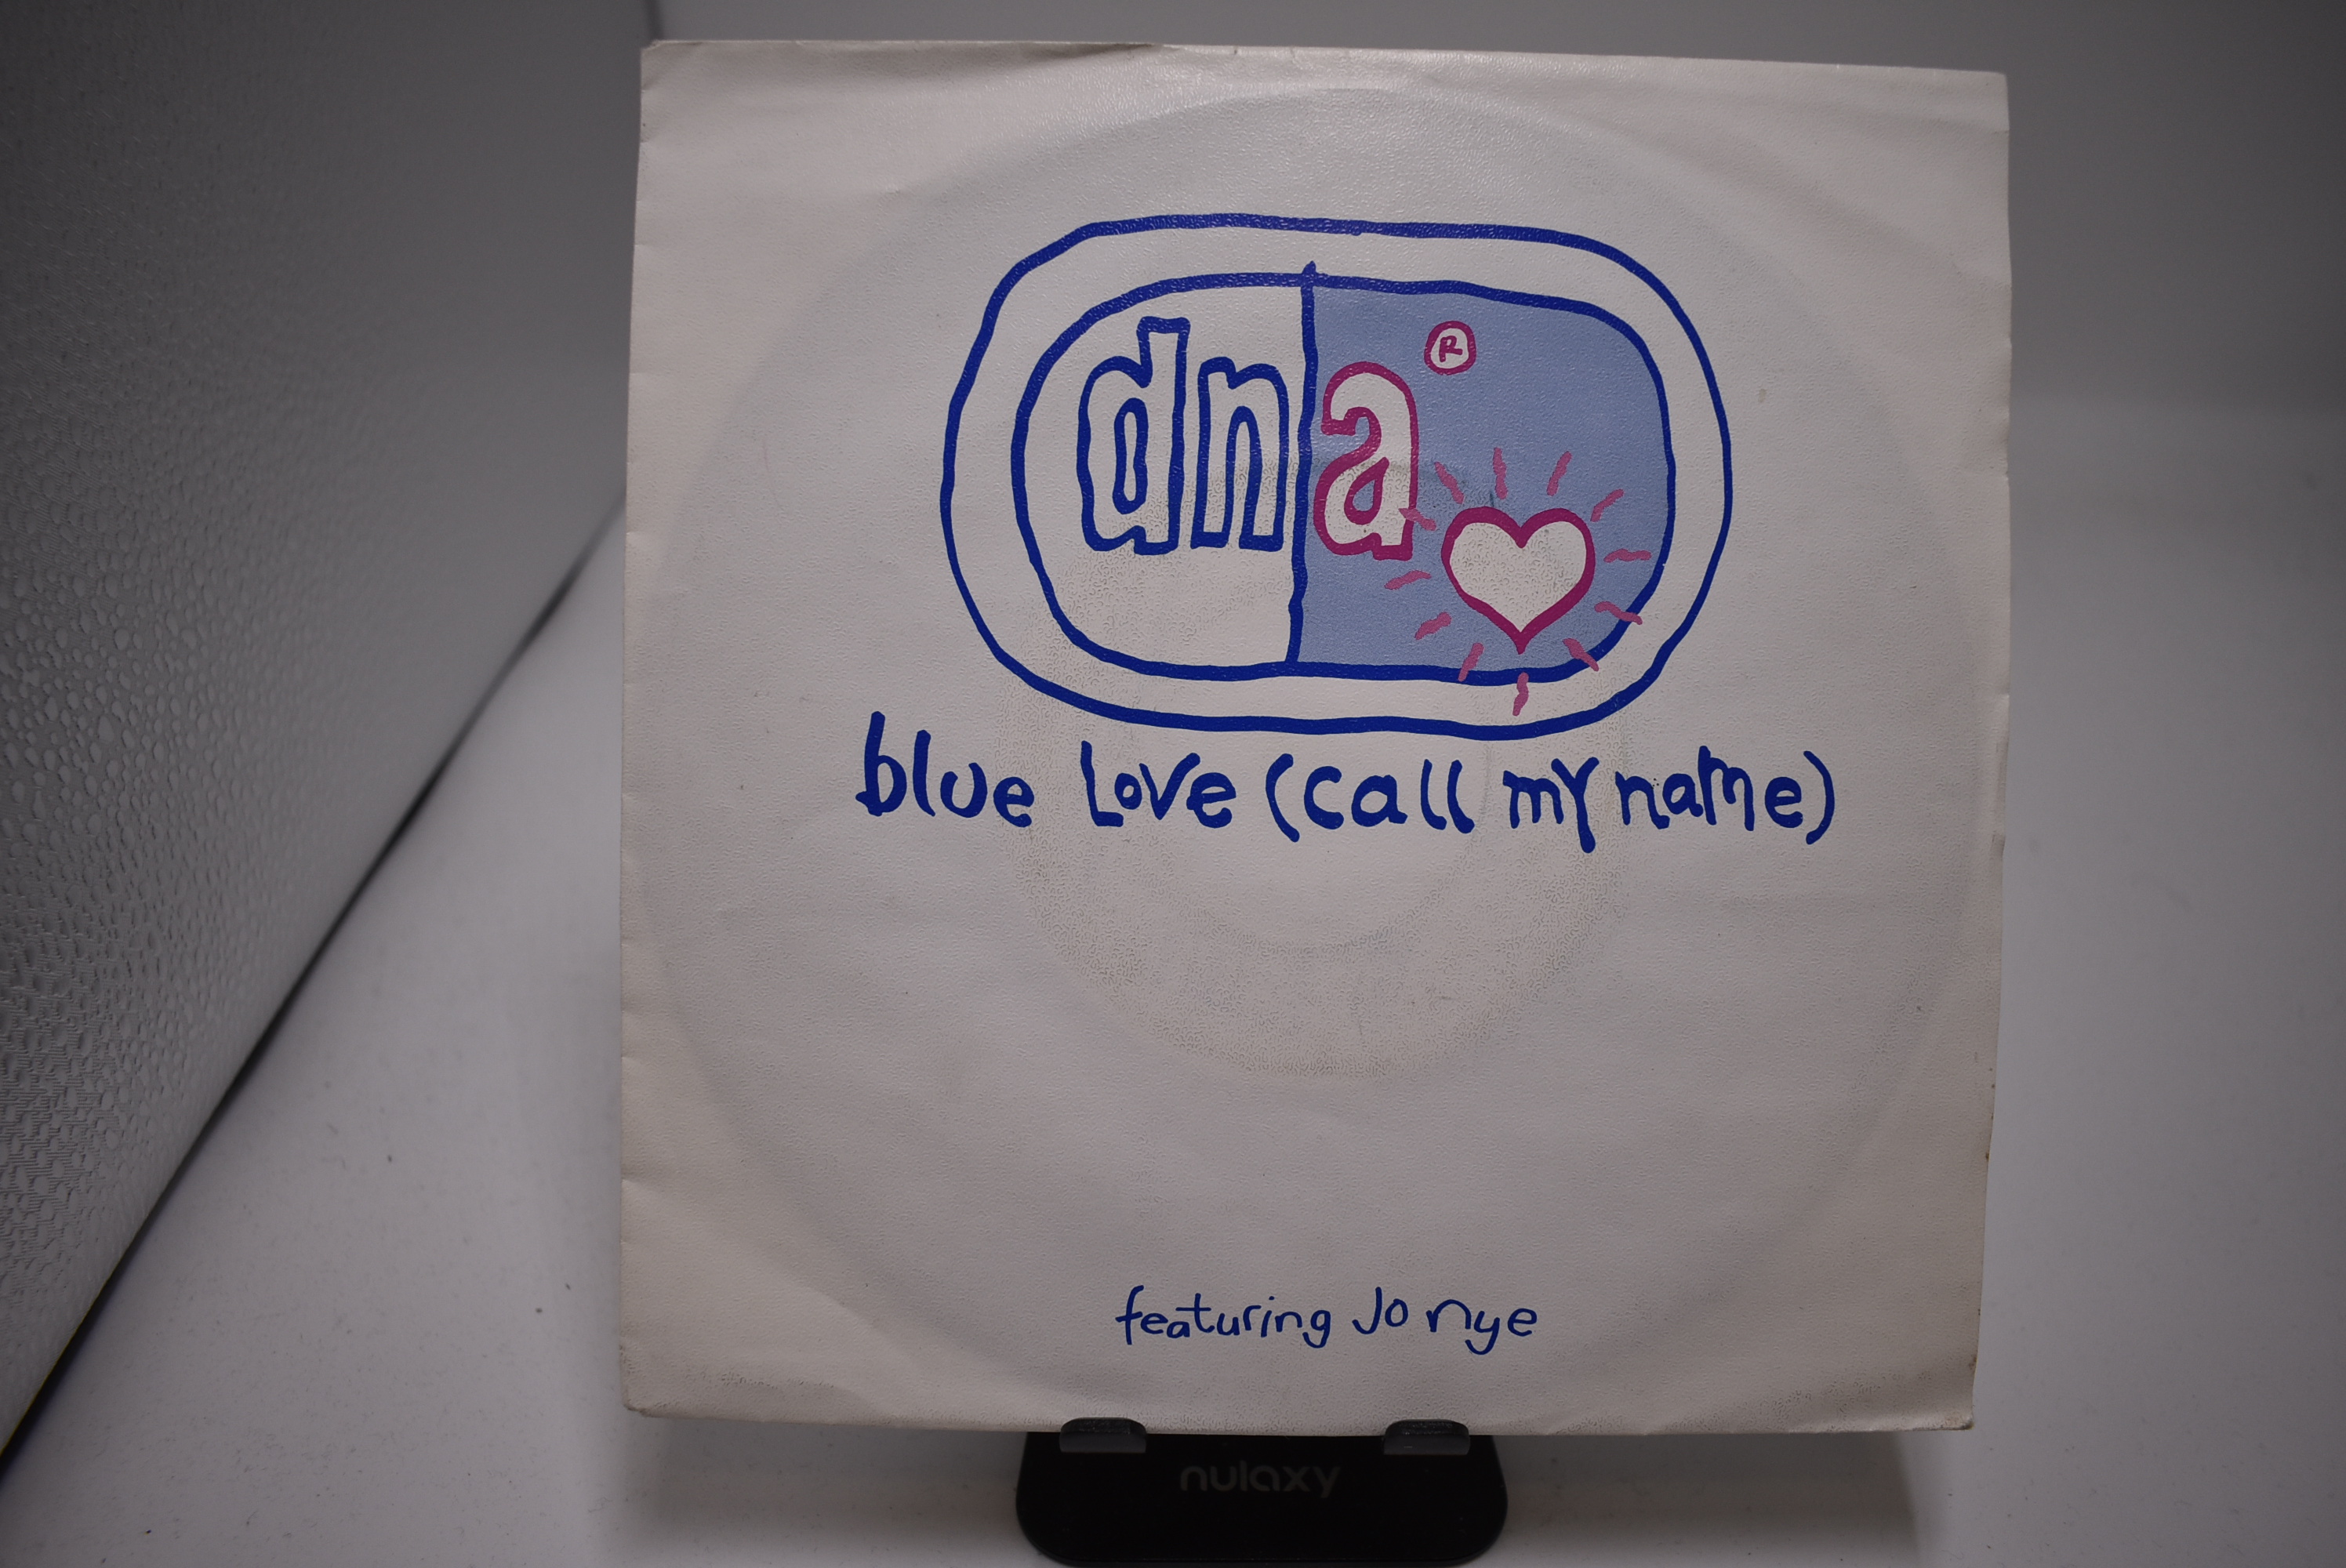 dna®
blue love (call my name)
featuring Jo nye
nulaxy